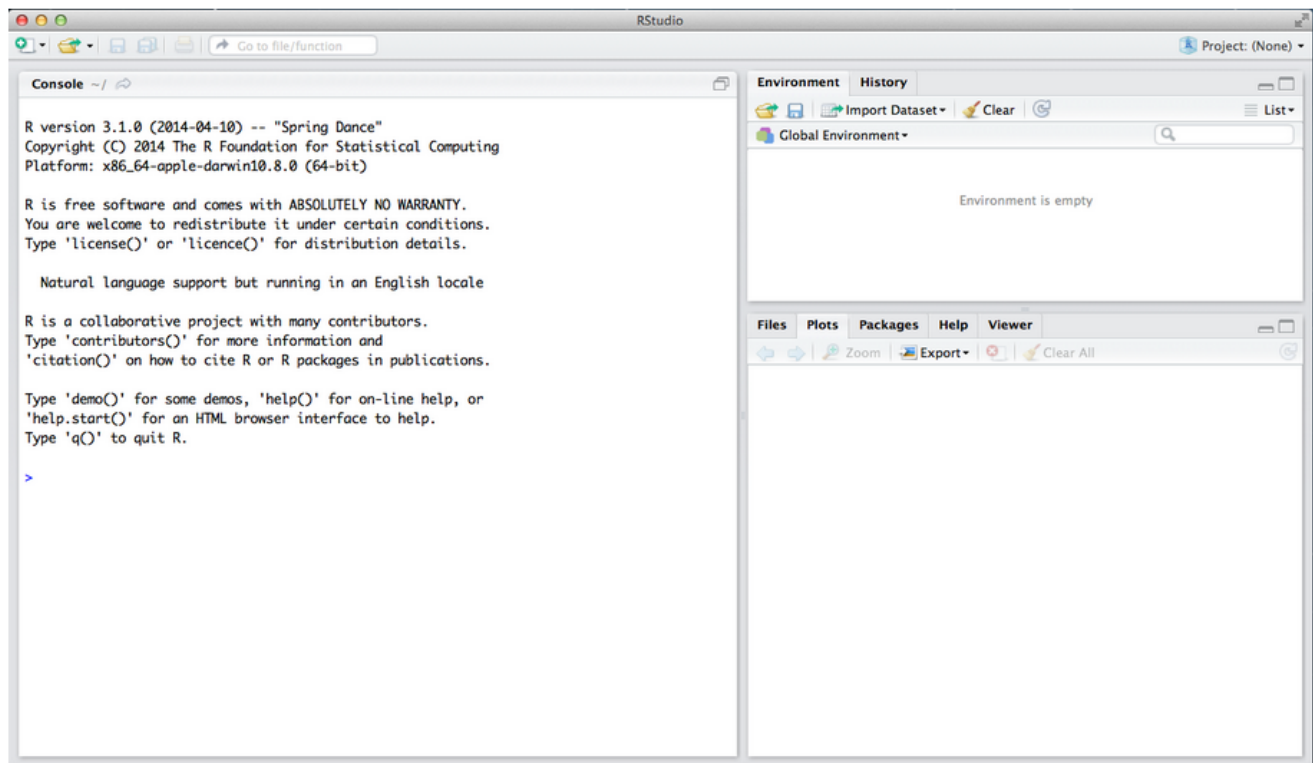 RStudio
Go to file/function
Project: (None)
Console ~/
R version 3.1.0 (2014-04-10) -- "Spring Dance"
Copyright (C) 2014 The R Foundation for Statistical Computing
Platform: x86_64-apple-darwin10.8.0 (64-bit)
R is free software and comes with ABSOLUTELY NO WARRANTY.
You are welcome to redistribute it under certain conditions.
Type 'license()' or 'licence()' for distribution details.
Natural language support but running in an English locale
R is a collaborative project with many contributors.
Type 'contributors()' for more information and
'citation()' on how to cite R or R packages in publications.
Type 'demo()' for some demos, 'help()' for on-line help, or
'help.start()' for an HTML browser interface to help.
Type 'q()' to quit R.
>
Environment History
Import Dataset Clear List
Global Environment
Environment is empty
Files Plots Packages Help Viewer
Zoom Export Clear All